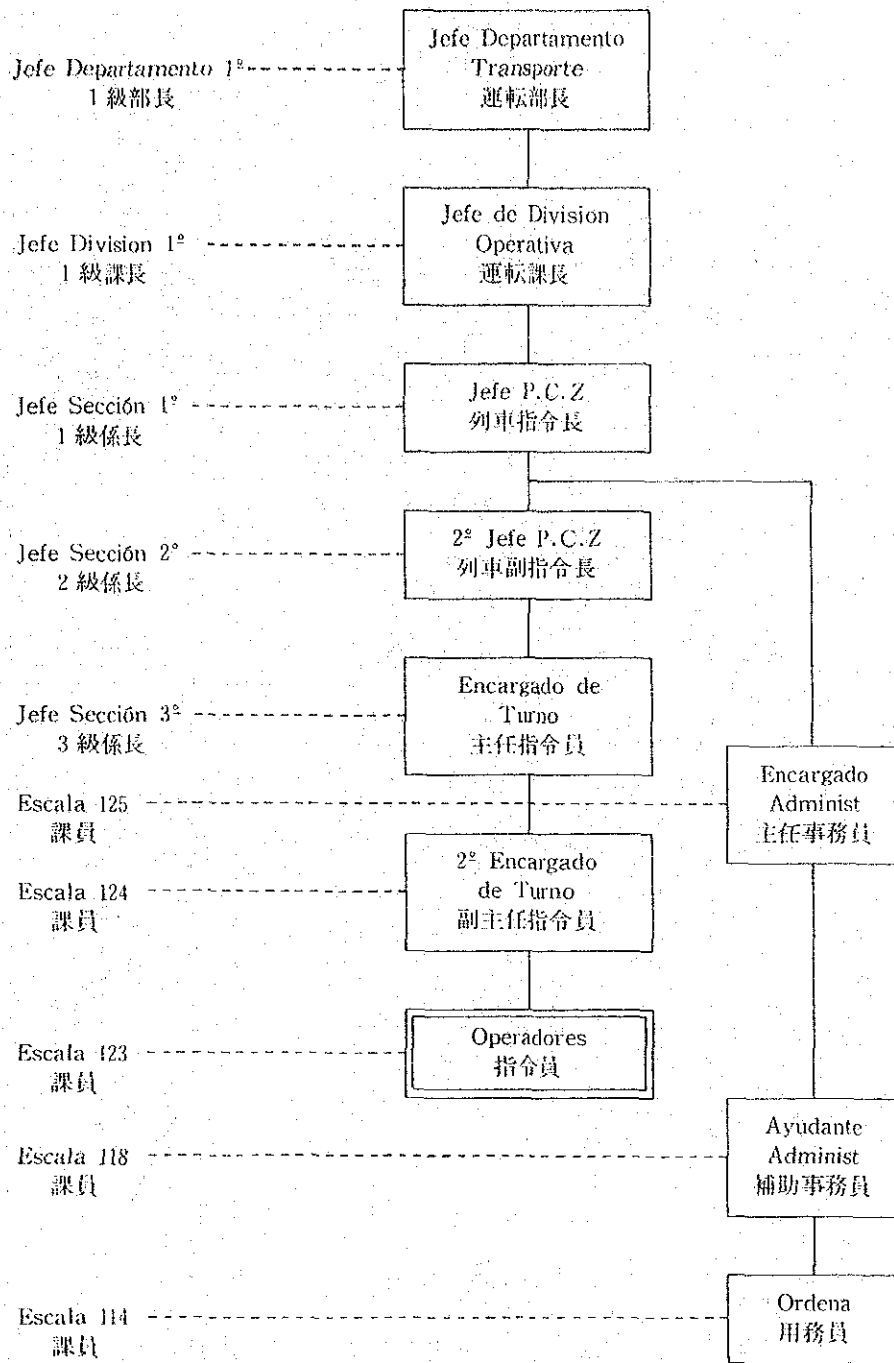 Jefe Departamento
Transporte
運転部長
Jefe Departamento 1º
1級部長
Jefe de Division
Operativa
運転課長
Jefe Division 1º
1級課長
Jefe P.C.Z
列車指令長
Jefe Sección 1º
1級係長
2º Jefe P.C.Z
列車副指令長
Jefe Sección 2º
2級係長
Encargado de
Turno
主任指令員
Jefe Sección 3º
3級係長
Encargado
Administ
主任事務員
Escala 125
課員
2º Encargado
de Turno
副主任指令員
Escala 124
課員
Operadores
指令員
Escala 123
課員
Ayudante
Administ
補助事務員
Escala 118
課員
Ordena
用務員
Escala 114
課員